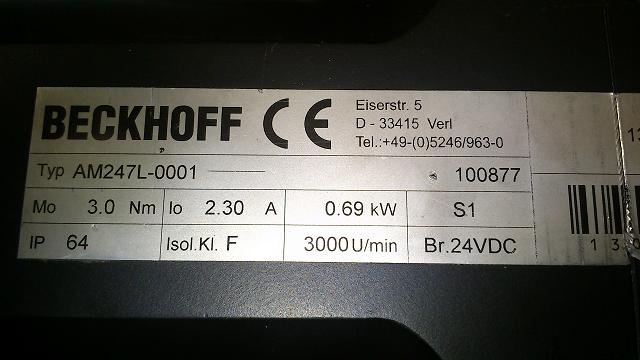 BECKHOFF CE
Eiserstr. 5
D - 33415 Verl
Tel.:+49-(0)5246/963-0
Typ AM247L-0001 100877
Mo 3.0 Nm Io 2.30 A 0.69 kW S1
IP 64 Isol.Kl. F 3000U/min Br.24VDC